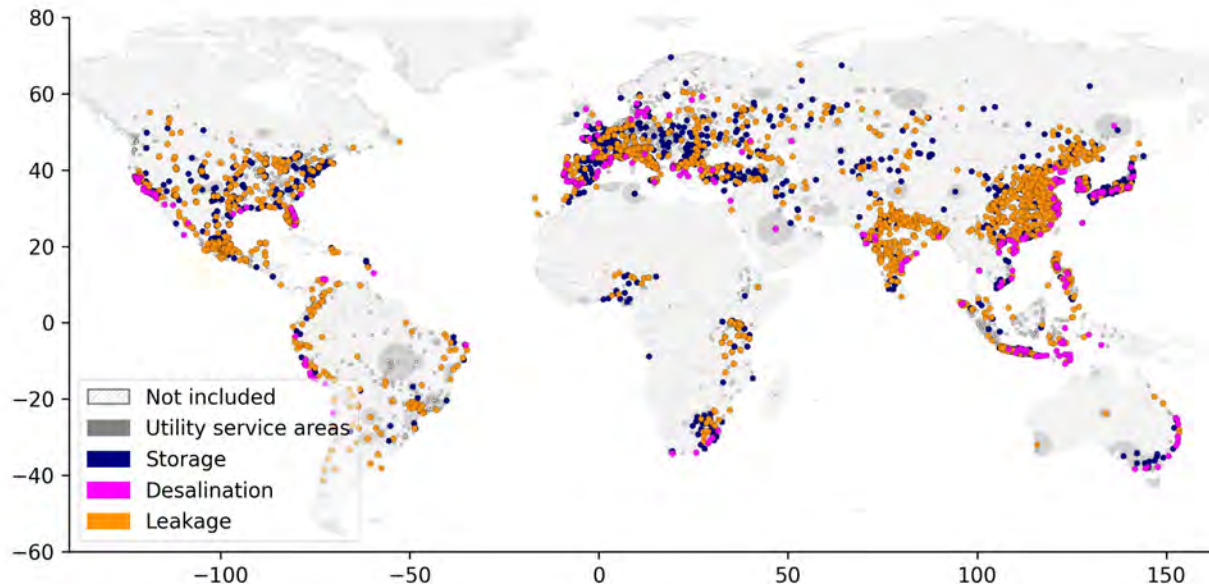 80
60
40
20
0
−20
−40
−60
Not included
Utility service areas
Storage
Desalination
Leakage
−100 −50 0 50 100 150